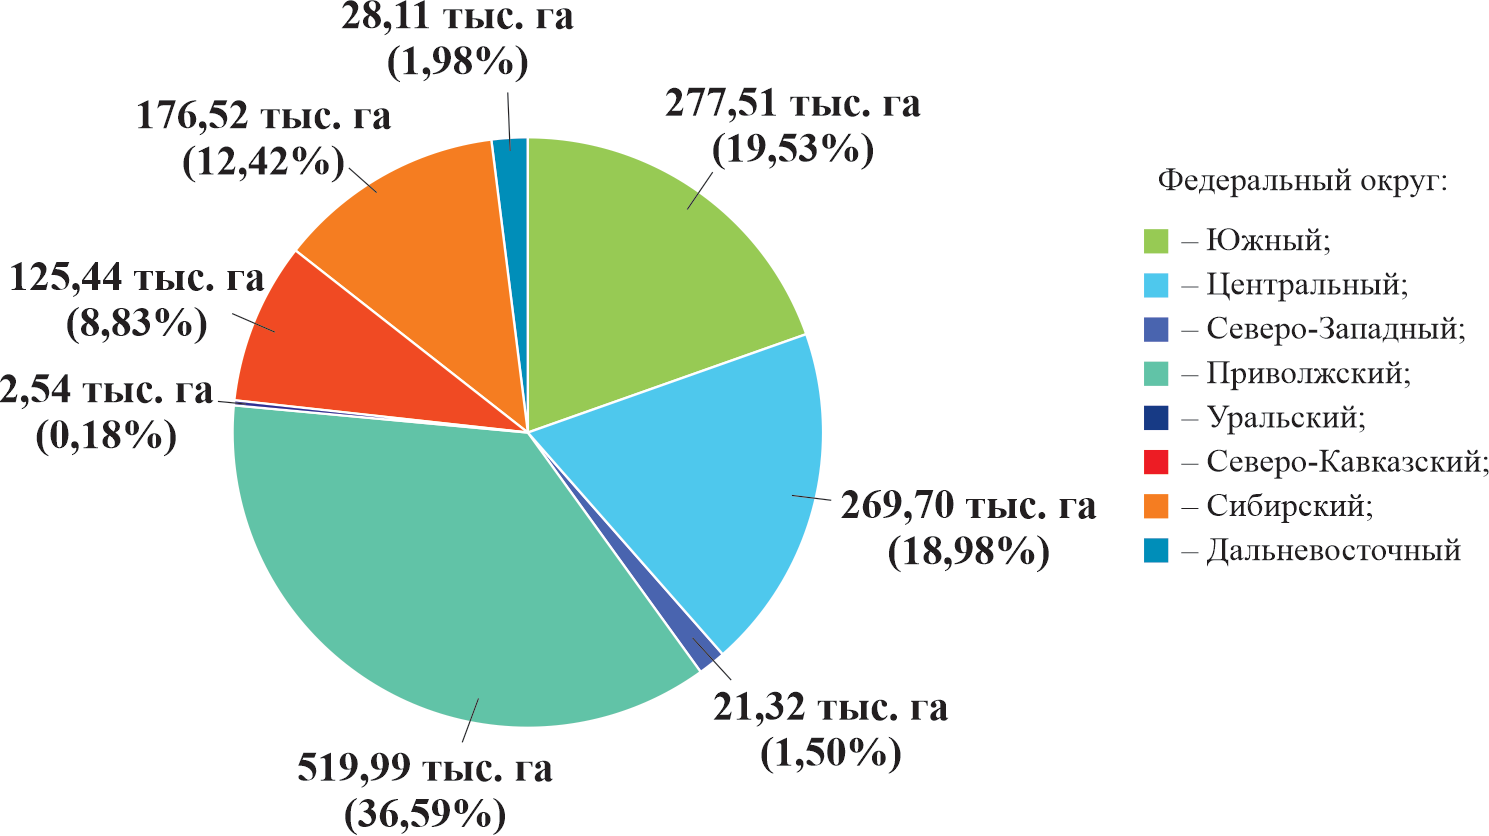 28,11 тыс. га
(1,98%)
277,51 тыс. га
(19,53%)
176,52 тыс. га
(12,42%)
125,44 тыс. га
(8,83%)
2,54 тыс. га
(0,18%)
269,70 тыс. га
(18,98%)
21,32 тыс. га
(1,50%)
519,99 тыс. га
(36,59%)
Федеральный округ:
– Южный;
– Центральный;
– Северо-Западный;
– Приволжский;
– Уральский;
– Северо-Кавказский;
– Сибирский;
– Дальневосточный